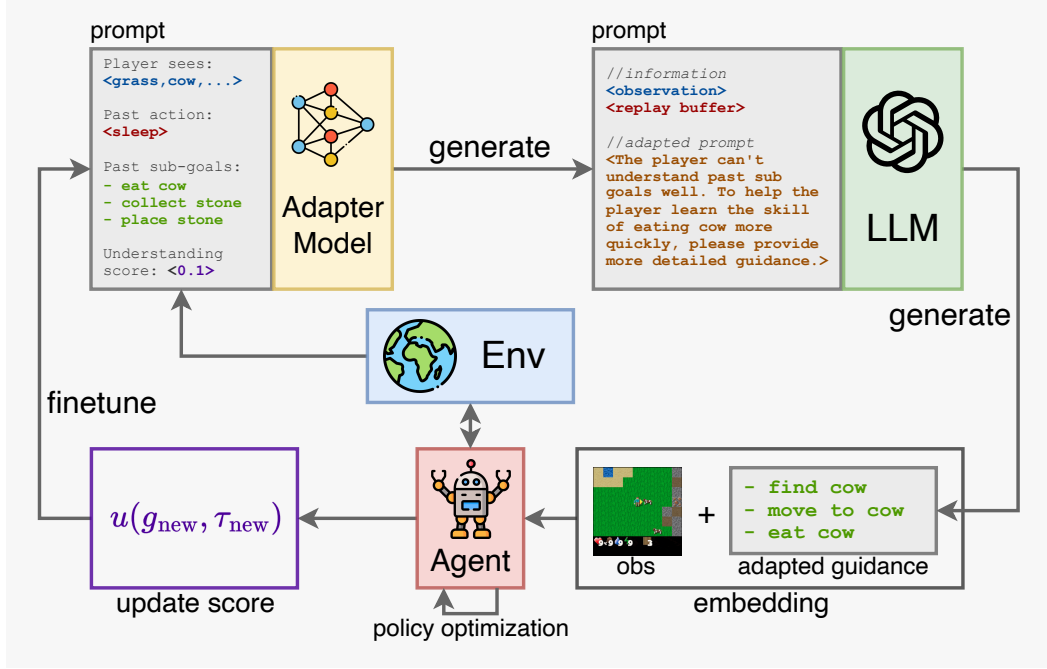 prompt
Player sees:
<grass,cow,...>
Past action:
<sleep>
Past sub-goals:
- eat cow
- collect stone
- place stone
Understanding
score: <0.1>
Adapter
Model
generate
prompt
//information
<observation>
<replay buffer>
//adapted prompt
<The player can't
understand past sub
goals well. To help the
player learn the skill
of eating cow more
quickly, please provide
more detailed guidance.>
LLM
generate
Env
finetune
u(g_new, τ_new)
update score
Agent
policy optimization
obs
+
- find cow
- move to cow
- eat cow
adapted guidance
embedding